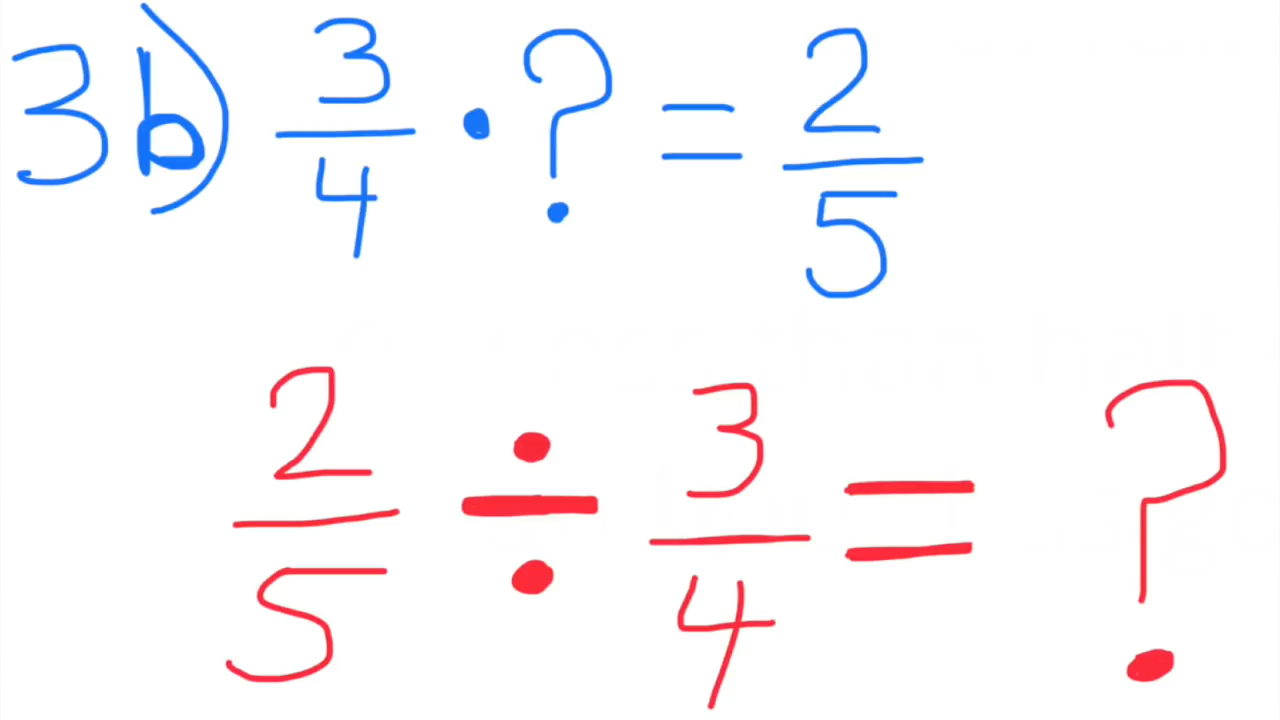 3b) 3/4 · ? = 2/5
2/5 ÷ 3/4 = ?